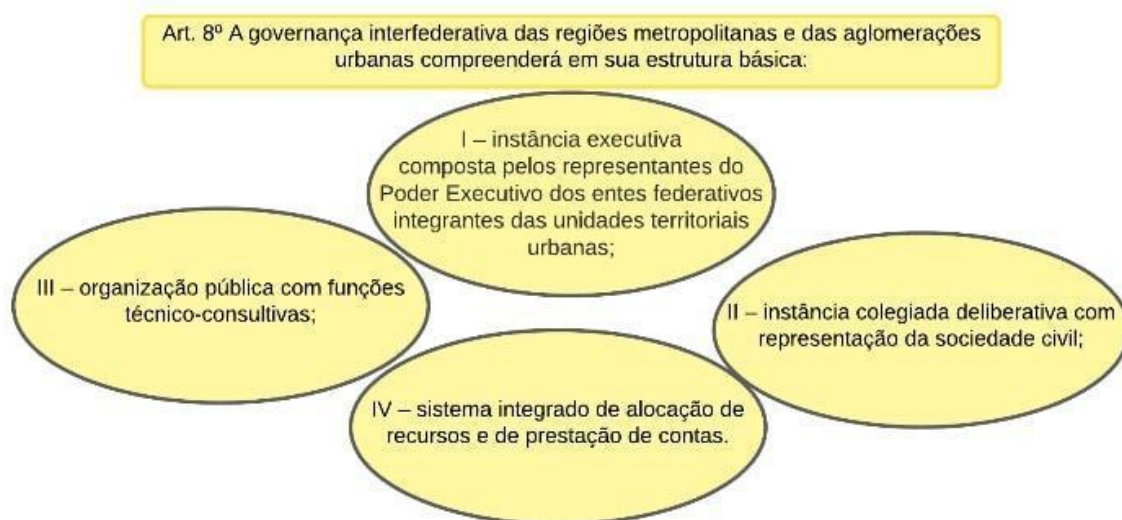 Art. 8º A governança interfederativa das regiões metropolitanas e das aglomerações
urbanas compreenderá em sua estrutura básica:
I – instância executiva
composta pelos representantes do
Poder Executivo dos entes federativos
integrantes das unidades territoriais
urbanas;
II – instância colegiada deliberativa com
representação da sociedade civil;
III – organização pública com funções
técnico-consultivas;
IV – sistema integrado de alocação de
recursos e de prestação de contas.